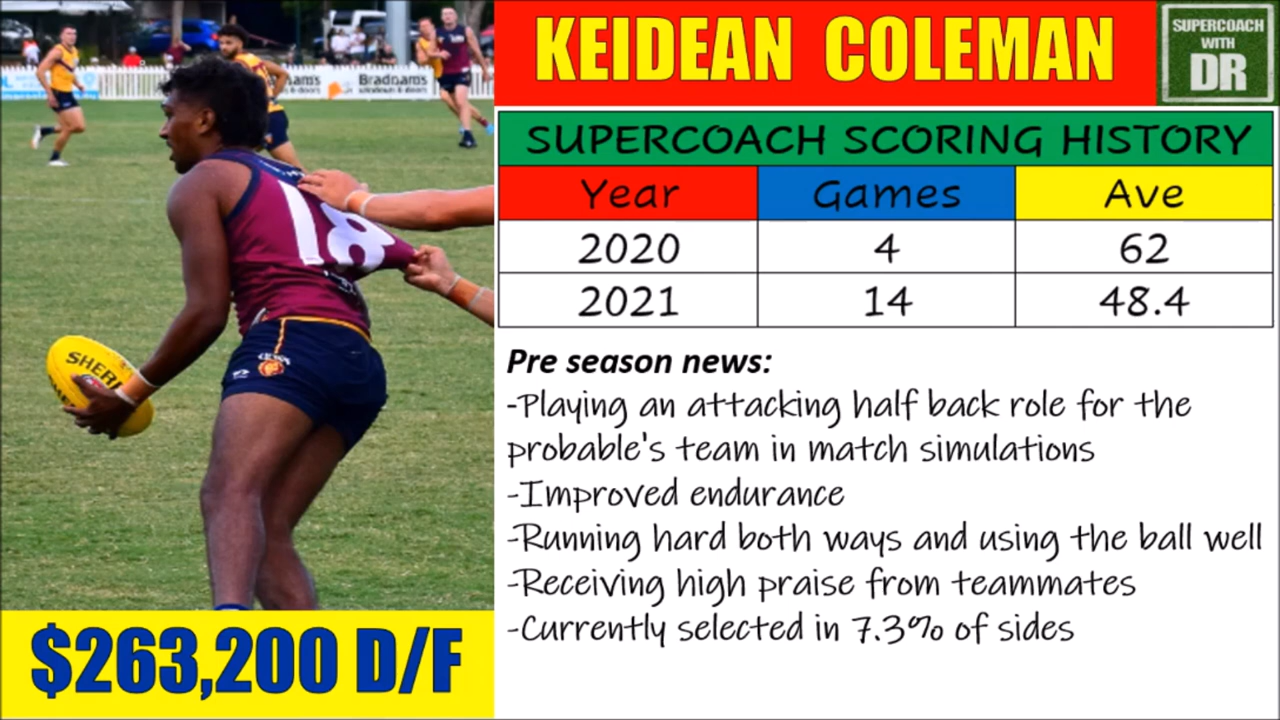 KEIDEAN COLEMAN
SUPERCOACH
WITH
DR
SUPERCOACH SCORING HISTORY
Year Games Ave
2020 4 62
2021 14 48.4
Pre season news:
-Playing an attacking half back role for the
probable's team in match simulations
-Improved endurance
-Running hard both ways and using the ball well
-Receiving high praise from teammates
-Currently selected in 7.3% of sides
Bradnam's
18
SHERR
$263,200 D/F